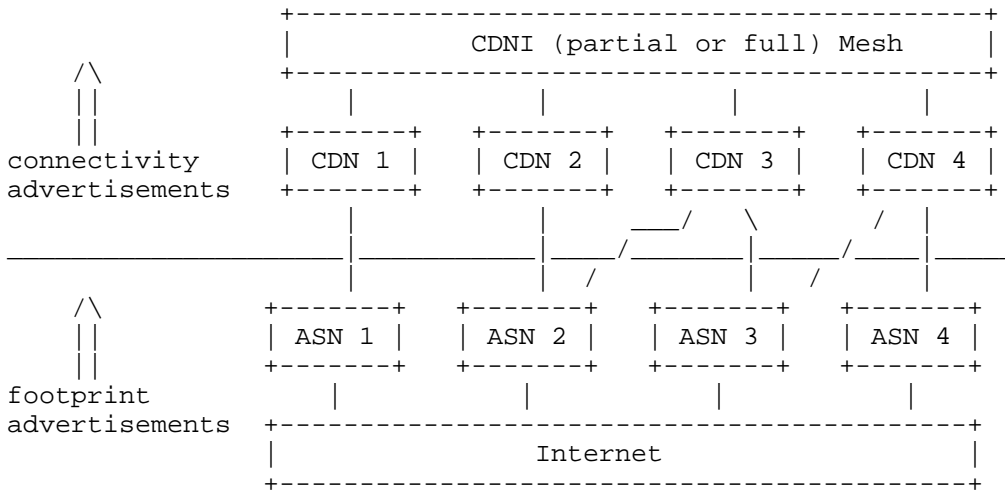 CDNI (partial or full) Mesh
connectivity
advertisements
CDN 1
CDN 2
CDN 3
CDN 4
ASN 1
ASN 2
ASN 3
ASN 4
footprint
advertisements
Internet